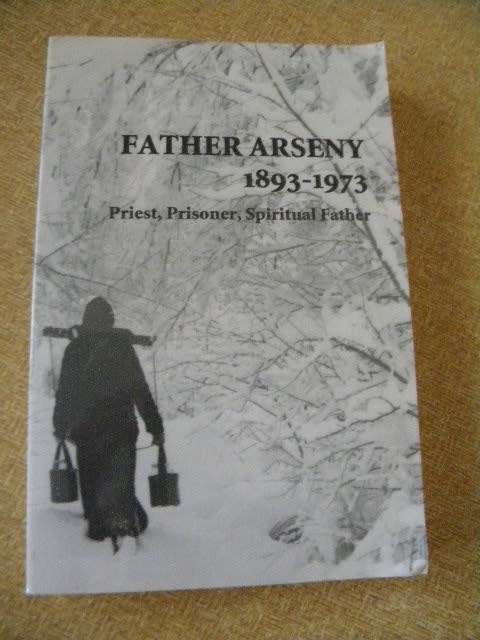 FATHER ARSENY
1893-1973
Priest, Prisoner, Spiritual Father